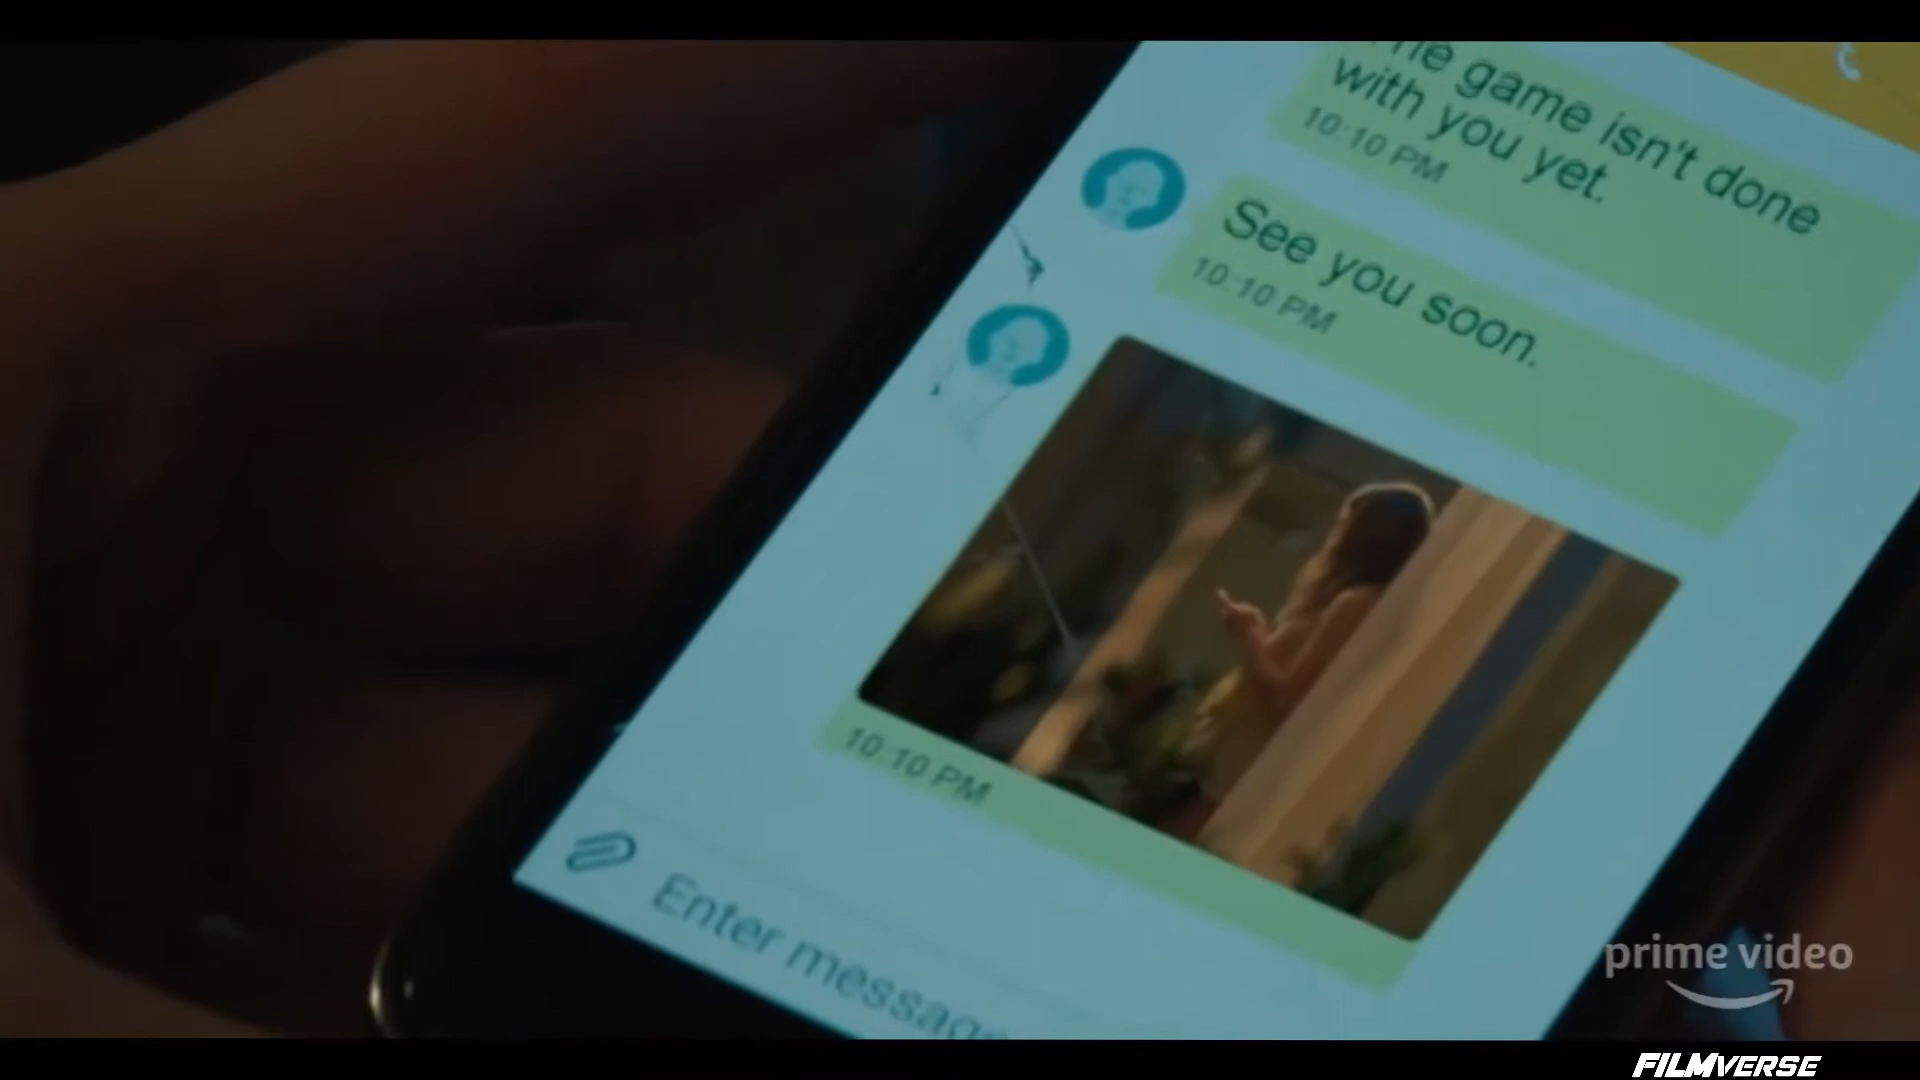 The game isn't done
with you yet.
10:10 PM
See you soon.
10:10 PM
10:10 PM
Enter message
prime video
FILMVERSE